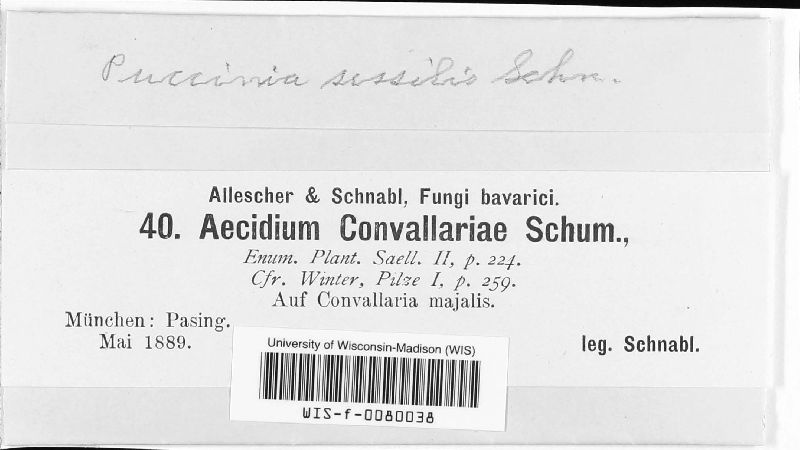 Puccinia sessilis Schn.
Allescher & Schnabl, Fungi bavarici.
40. Aecidium Convallariae Schum.,
Enum. Plant. Saell. II, p. 224.
Cfr. Winter, Pilze I, p. 259.
Auf Convallaria majalis.
München: Pasing.
Mai 1889.
leg. Schnabl.
University of Wisconsin-Madison (WIS)
WIS-f-0080038